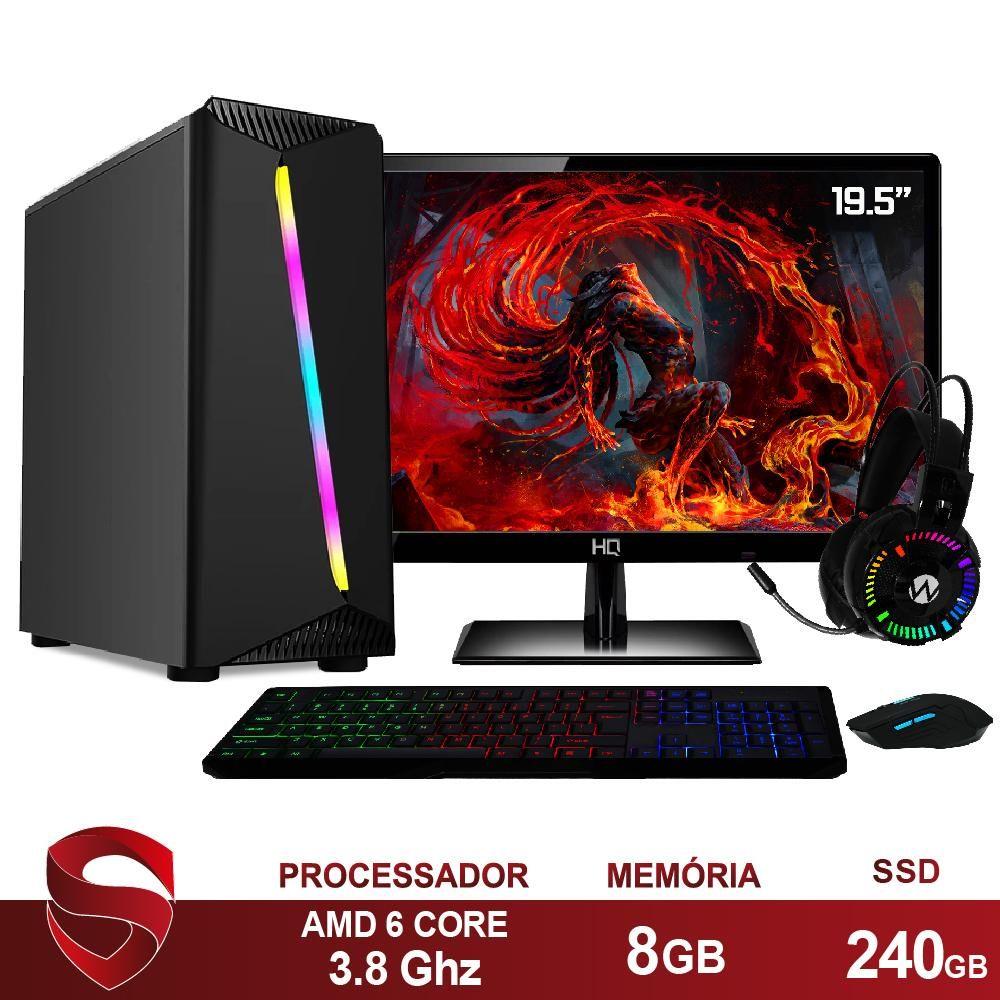 19.5”
HQ
PROCESSADOR
AMD 6 CORE
3.8 Ghz
MEMÓRIA
8GB
SSD
240GB